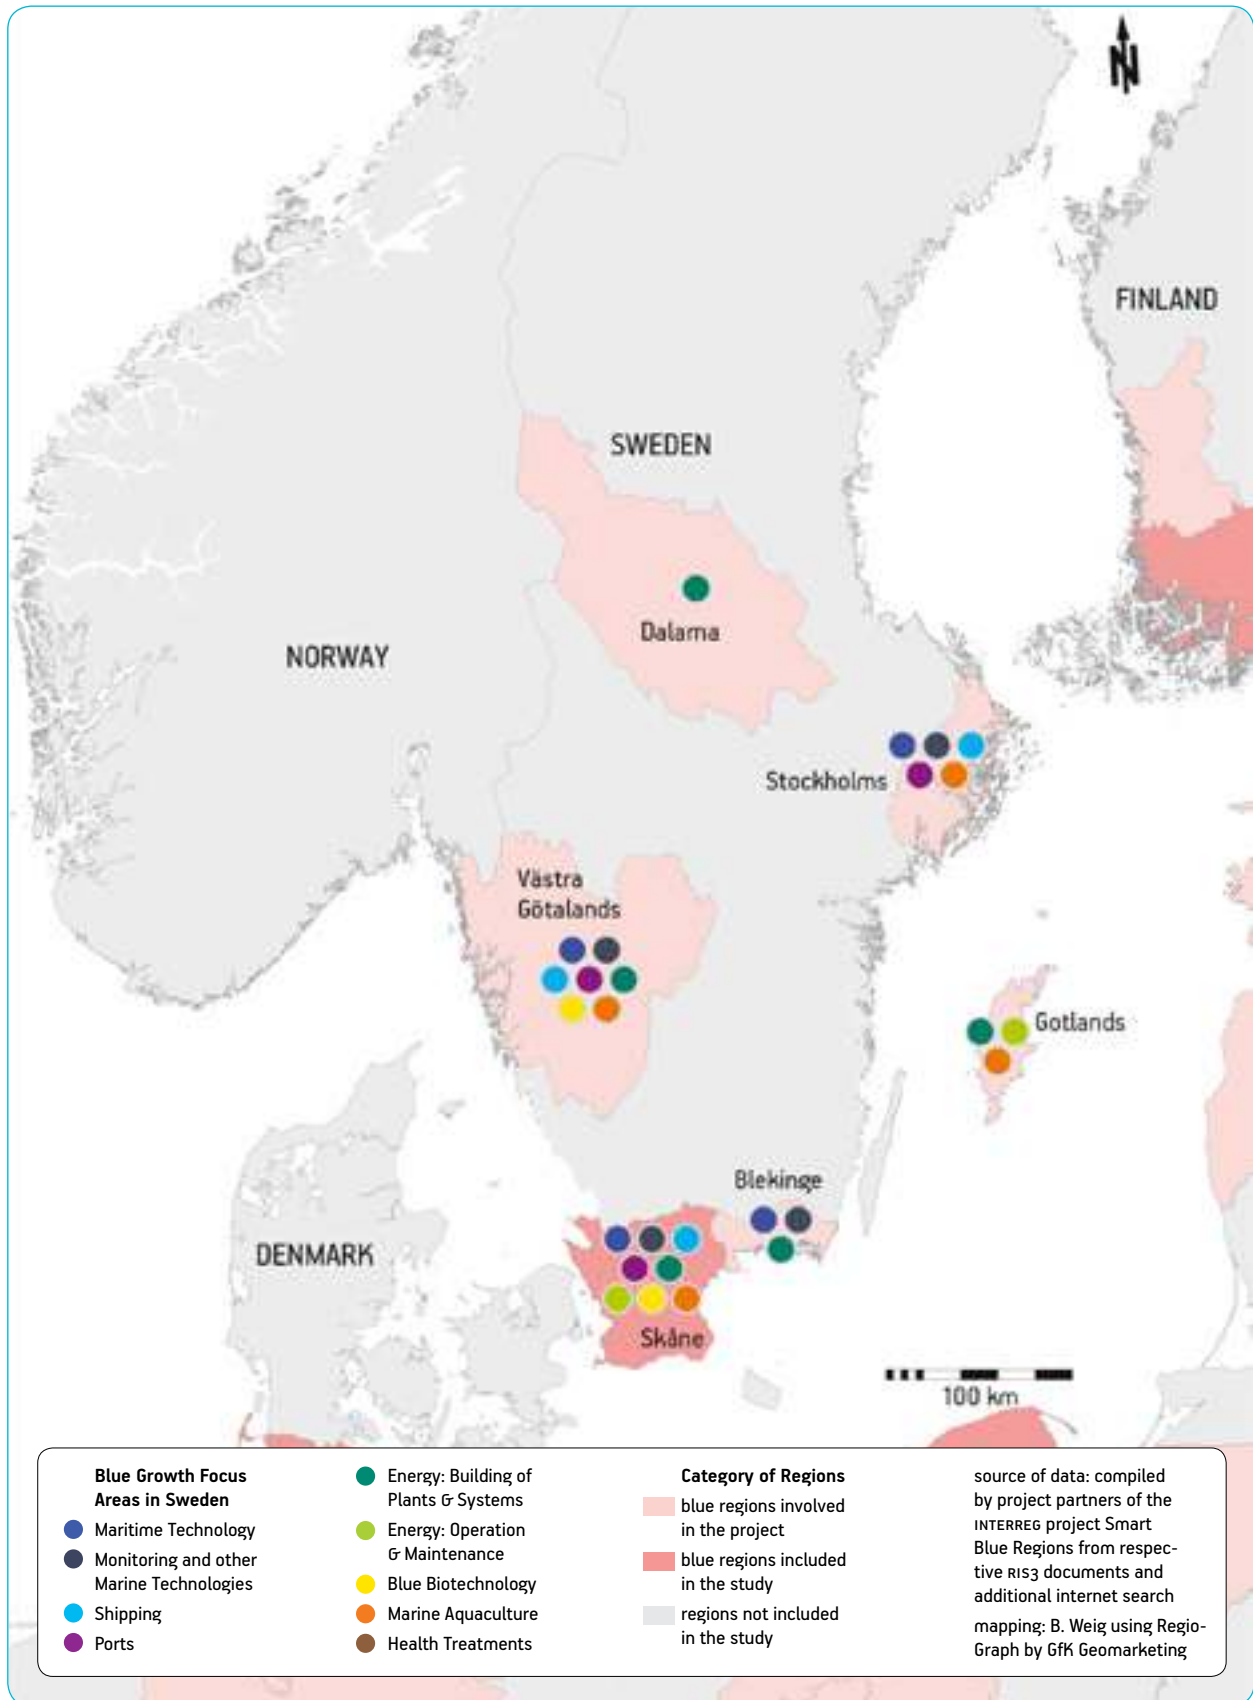 N
FINLAND
SWEDEN
Dalarna
NORWAY
Stockholms
Västra
Götalands
Gotlands
Blekinge
DENMARK
Skåne
100 km
Blue Growth Focus
Areas in Sweden
Maritime Technology
Monitoring and other
Marine Technologies
Shipping
Ports
Energy: Building of
Plants & Systems
Energy: Operation
& Maintenance
Blue Biotechnology
Marine Aquaculture
Health Treatments
Category of Regions
blue regions involved
in the project
blue regions included
in the study
regions not included
in the study
source of data: compiled
by project partners of the
INTERREG project Smart
Blue Regions from respec-
tive RIS3 documents and
additional internet search
mapping: B. Weig using Regio-
Graph by GfK Geomarketing